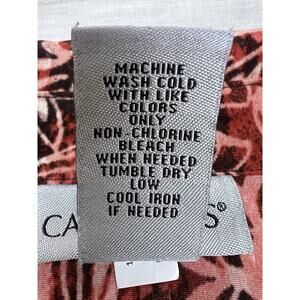 MACHINE
WASH COLD
WITH LIKE
COLORS
ONLY
NON-CHLORINE
BLEACH
WHEN NEEDED
TUMBLE DRY
LOW
COOL IRON
IF NEEDED